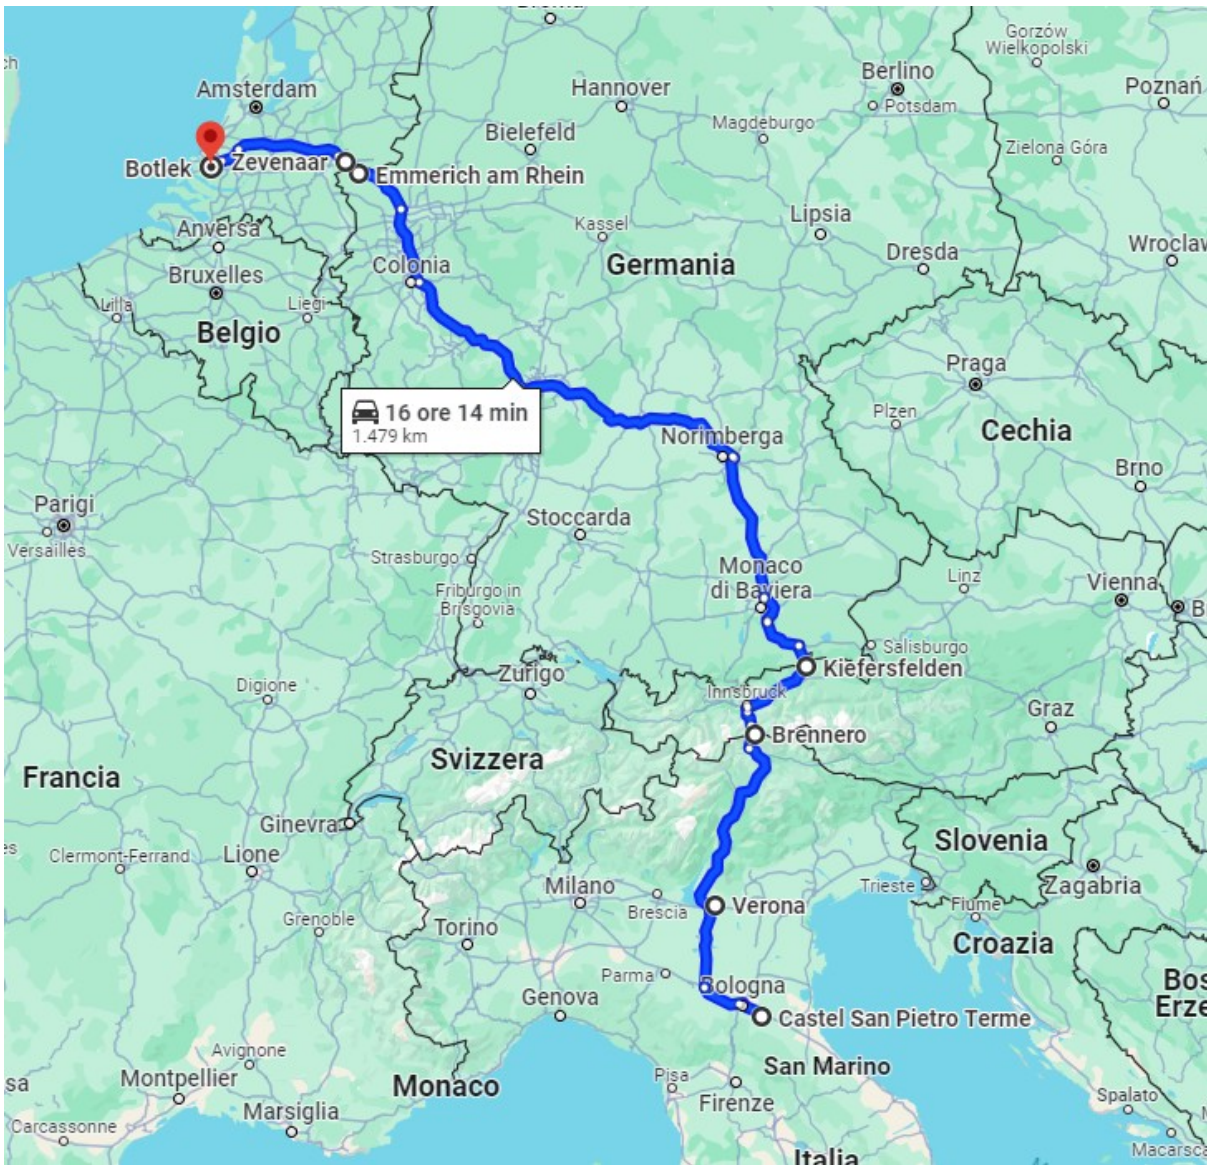 Gorzów
Wielkopolski
Berlino
Amsterdam
Hannover
Poznań
Potsdam
Magdeburgo
Bielefeld
Zielona Góra
Botlek
Zevenaar
Emmerich am Rhein
Kassel
Lipsia
Anversa
Dresda
Wrocław
Colonia
Germania
Bruxelles
Lilla
Liegi
Belgio
Praga
16 ore 14 min
1.479 km
Plzen
Norimberga
Cechia
Brno
Parigi
Versailles
Stoccarda
Strasburgo
Monaco
di Baviera
Linz
Vienna
Friburgo in
Brisgovia
B
Salisburgo
Zurigo
Kiefersfelden
Digione
Innsbruck
Graz
Brennero
Svizzera
Francia
Ginevra
Slovenia
Clermont-Ferrand
Lione
Milano
Trieste
Zagabria
Brescia
Verona
Fiume
Grenoble
Torino
Croazia
Parma
Bologna
Bos
Erze
Genova
Castel San Pietro Terme
Avignone
San Marino
Montpellier
Monaco
Pisa
Firenze
Spalato
Marsiglia
Carcassonne
Macarsca
Italia